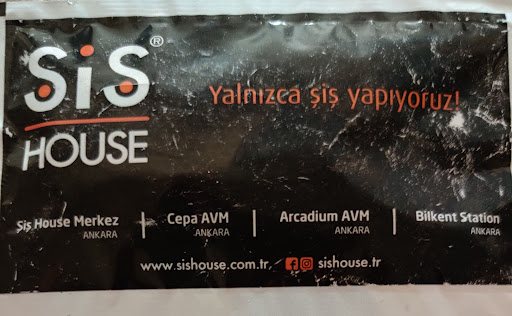 SiS®
HOUSE
Yalnızca şiş yapıyoruz!
Şiş House Merkez
ANKARA
Cepa AVM
ANKARA
Arcadium AVM
ANKARA
Bilkent Station
ANKARA
www.sishouse.com.tr
sishouse.tr